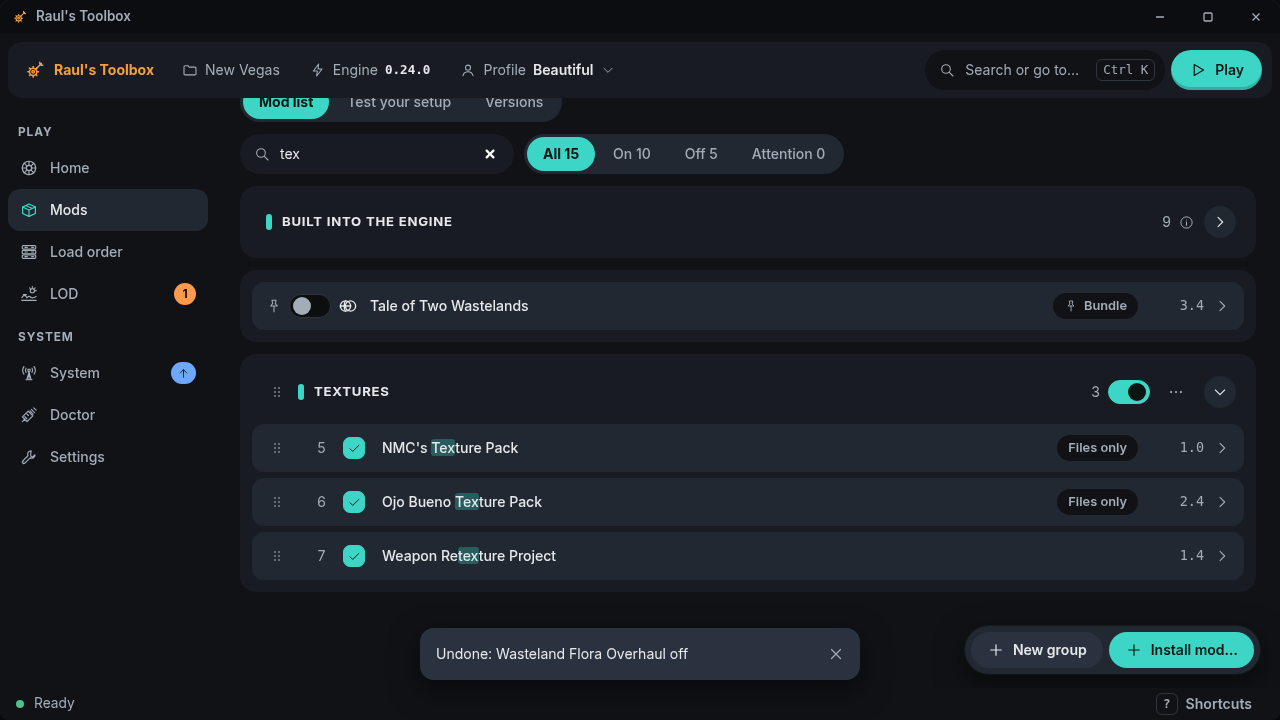 Raul's Toolbox
Raul's Toolbox New Vegas Engine 0.24.0 Profile Beautiful Search or go to... Ctrl K Play
Mod list Test your setup Versions
PLAY
Home
Mods
Load order
LOD 1
SYSTEM
System
Doctor
Settings
tex All 15 On 10 Off 5 Attention 0
BUILT INTO THE ENGINE 9
Tale of Two Wastelands Bundle 3.4
TEXTURES 3
5 NMC's Texture Pack Files only 1.0
6 Ojo Bueno Texture Pack Files only 2.4
7 Weapon Retexture Project 1.4
Undone: Wasteland Flora Overhaul off
New group Install mod...
Ready ? Shortcuts